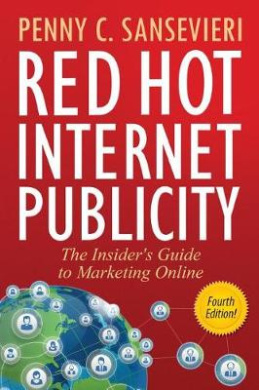 PENNY C. SANSEVIERI
RED HOT
INTERNET
PUBLICITY
The Insider's Guide
to Marketing Online
Fourth
Edition!